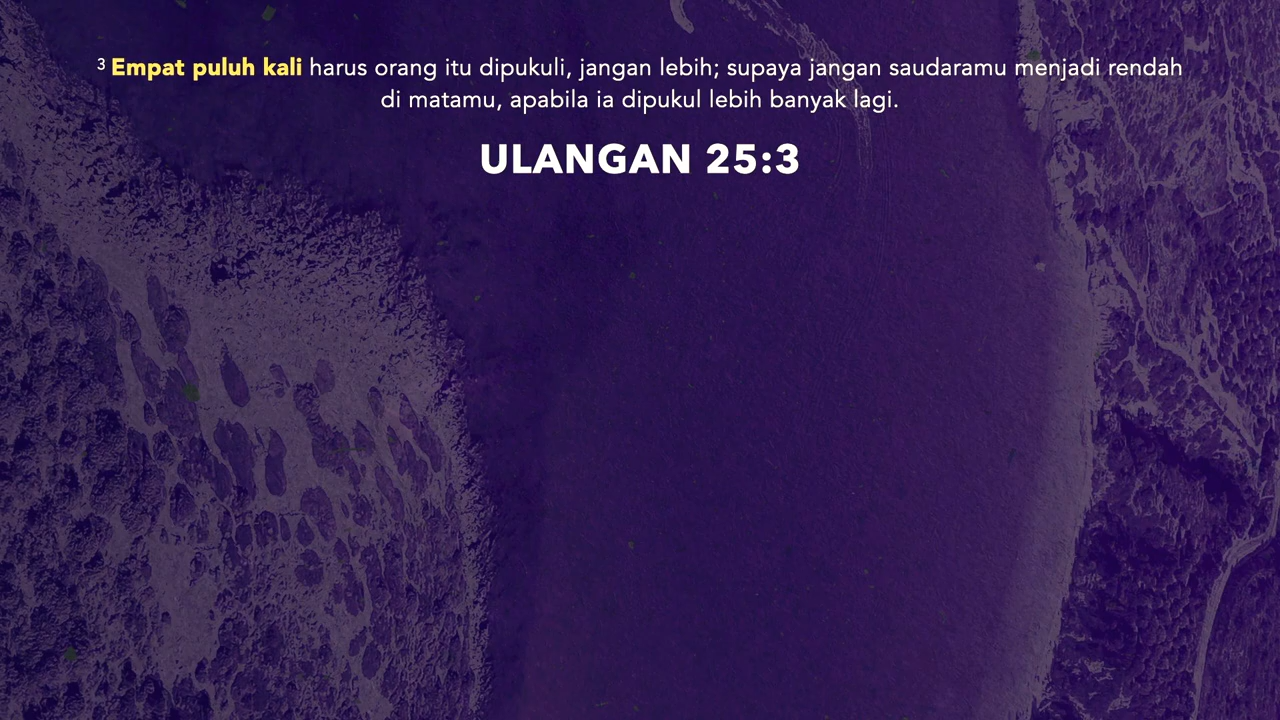 3 Empat puluh kali harus orang itu dipukuli, jangan lebih; supaya jangan saudaramu menjadi rendah
di matamu, apabila ia dipukul lebih banyak lagi.
ULANGAN 25:3